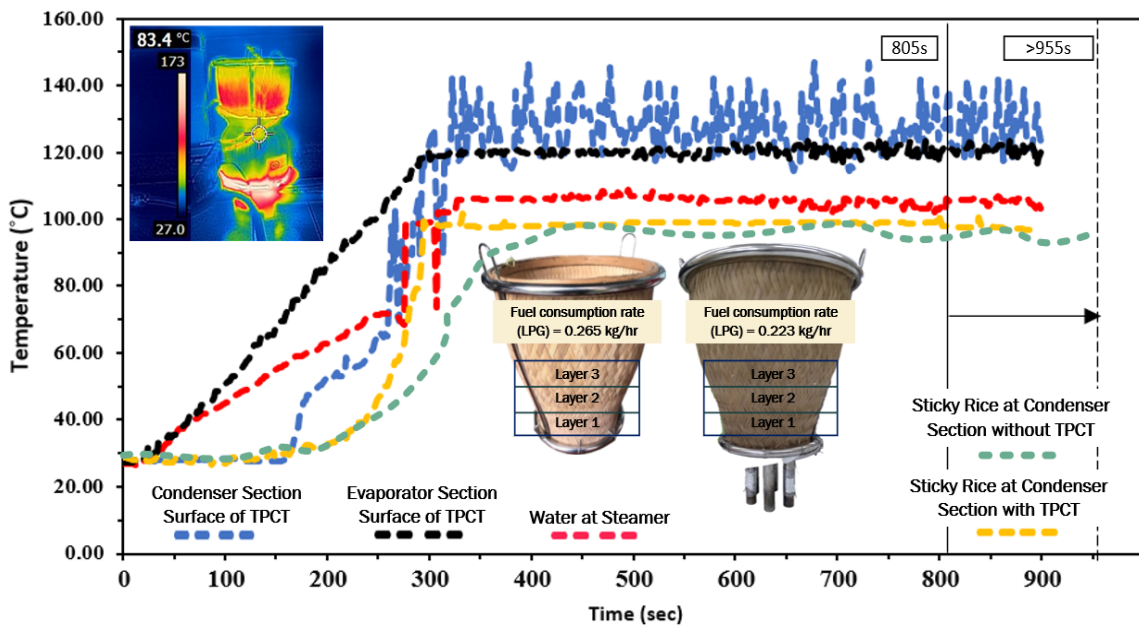 Temperature (°C)
160.00
140.00
120.00
100.00
80.00
60.00
40.00
20.00
0.00
83.4 °C
173
27.0
805s
>955s
Fuel consumption rate
(LPG) = 0.265 kg/hr
Layer 3
Layer 2
Layer 1
Fuel consumption rate
(LPG) = 0.223 kg/hr
Layer 3
Layer 2
Layer 1
Sticky Rice at Condenser
Section without TPCT
Sticky Rice at Condenser
Section with TPCT
Condenser Section
Surface of TPCT
Evaporator Section
Surface of TPCT
Water at Steamer
0
100
200
300
400
500
600
700
800
900
Time (sec)